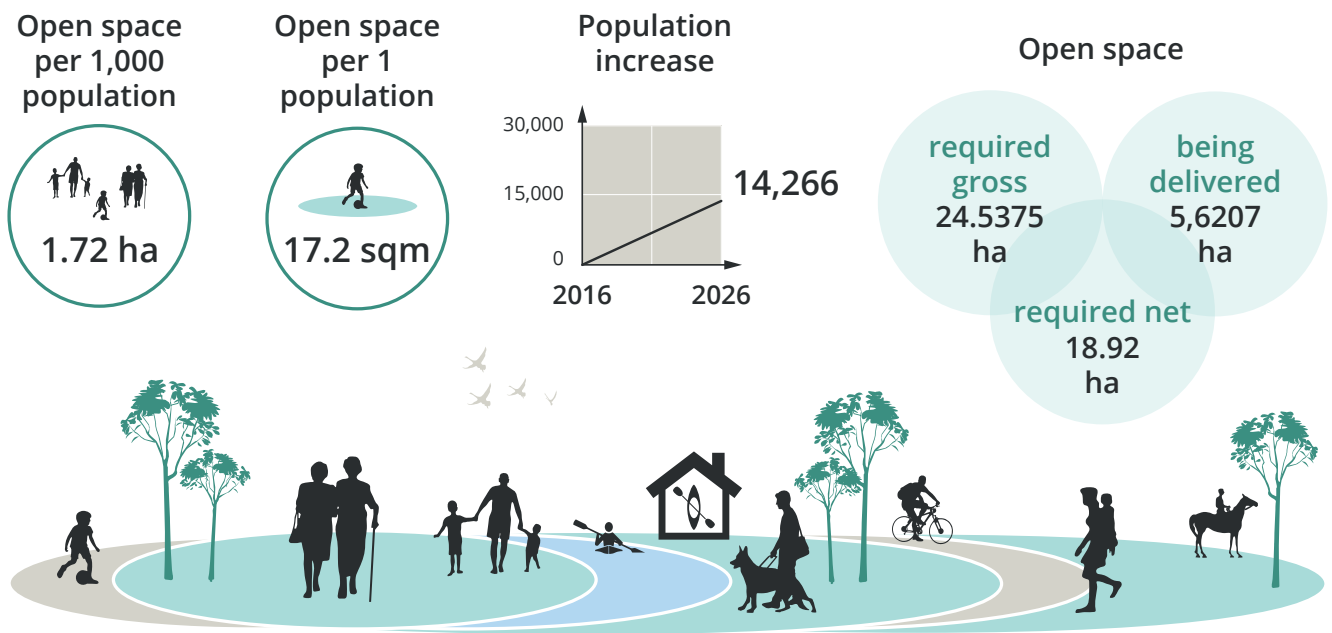 Open space
per 1,000
population
1.72 ha
Open space
per 1
population
17.2 sqm
Population
increase
30,000
15,000
0
14,266
2016
2026
Open space
required
gross
24.5375
ha
being
delivered
5,6207
ha
required net
18.92
ha